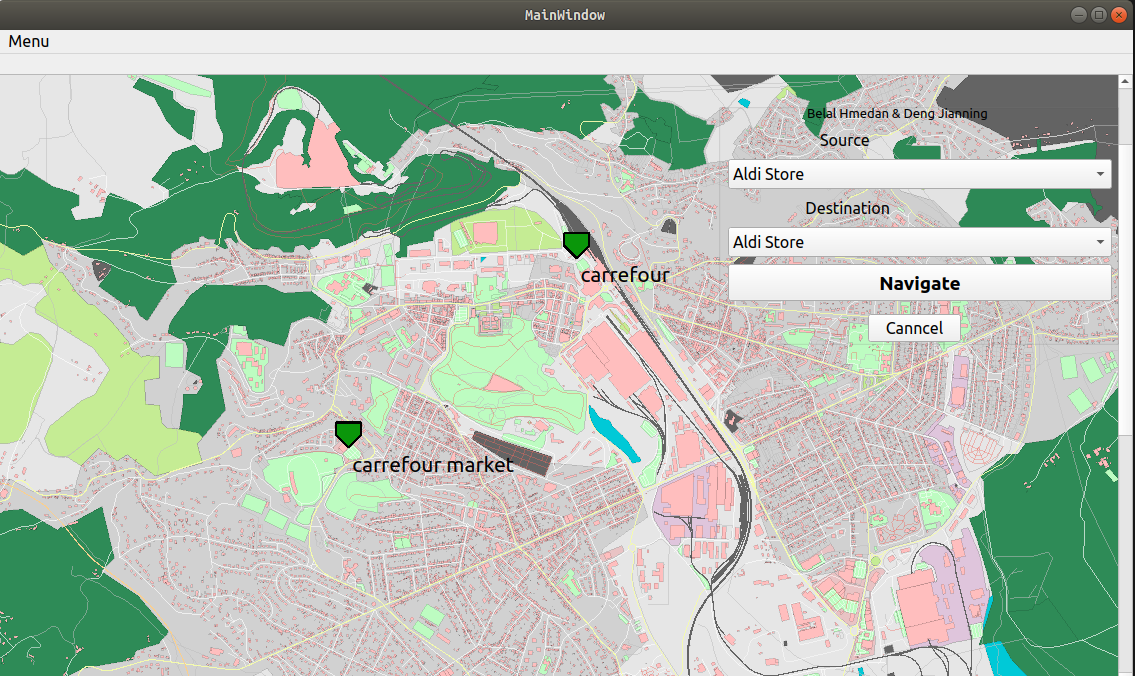 MainWindow
Menu
Belal Hmedan & Deng Jianning
Source
Aldi Store
Destination
Aldi Store
Navigate
Canncel
carrefour
carrefour market